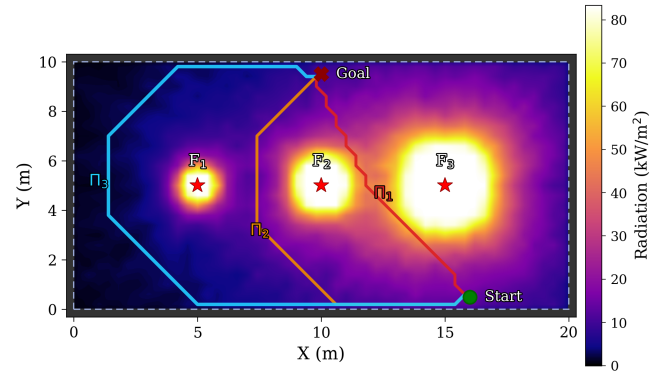 80
70
60
50
40
30
20
10
0
Radiation (kW/m²)
10
8
6
4
2
0
Y (m)
Goal
F₁
F₂
F₃
Π₃
Π₁
Π₂
Start
0
5
10
15
20
X (m)